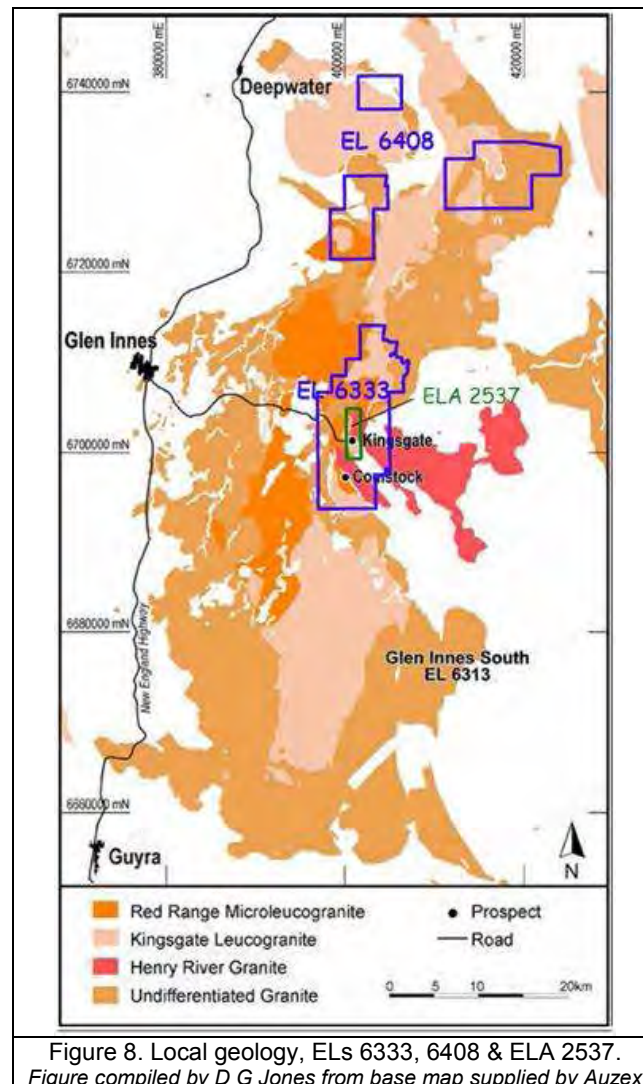 380000 mE
400000 mE
420000 mE
6740000 mN
Deepwater
EL 6408
6720000 mN
Glen Innes
EL 6333
ELA 2537
6700000 mN
Kingsgate
Comstock
6680000 mN
New England Highway
Glen Innes South
EL 6313
6660000 mN
Guyra
N
Red Range Microleucogranite
Kingsgate Leucogranite
Henry River Granite
Undifferentiated Granite
Prospect
Road
0 5 10 20km
Figure 8. Local geology, ELs 6333, 6408 & ELA 2537.
Figure compiled by D G Jones from base map supplied by Auzex